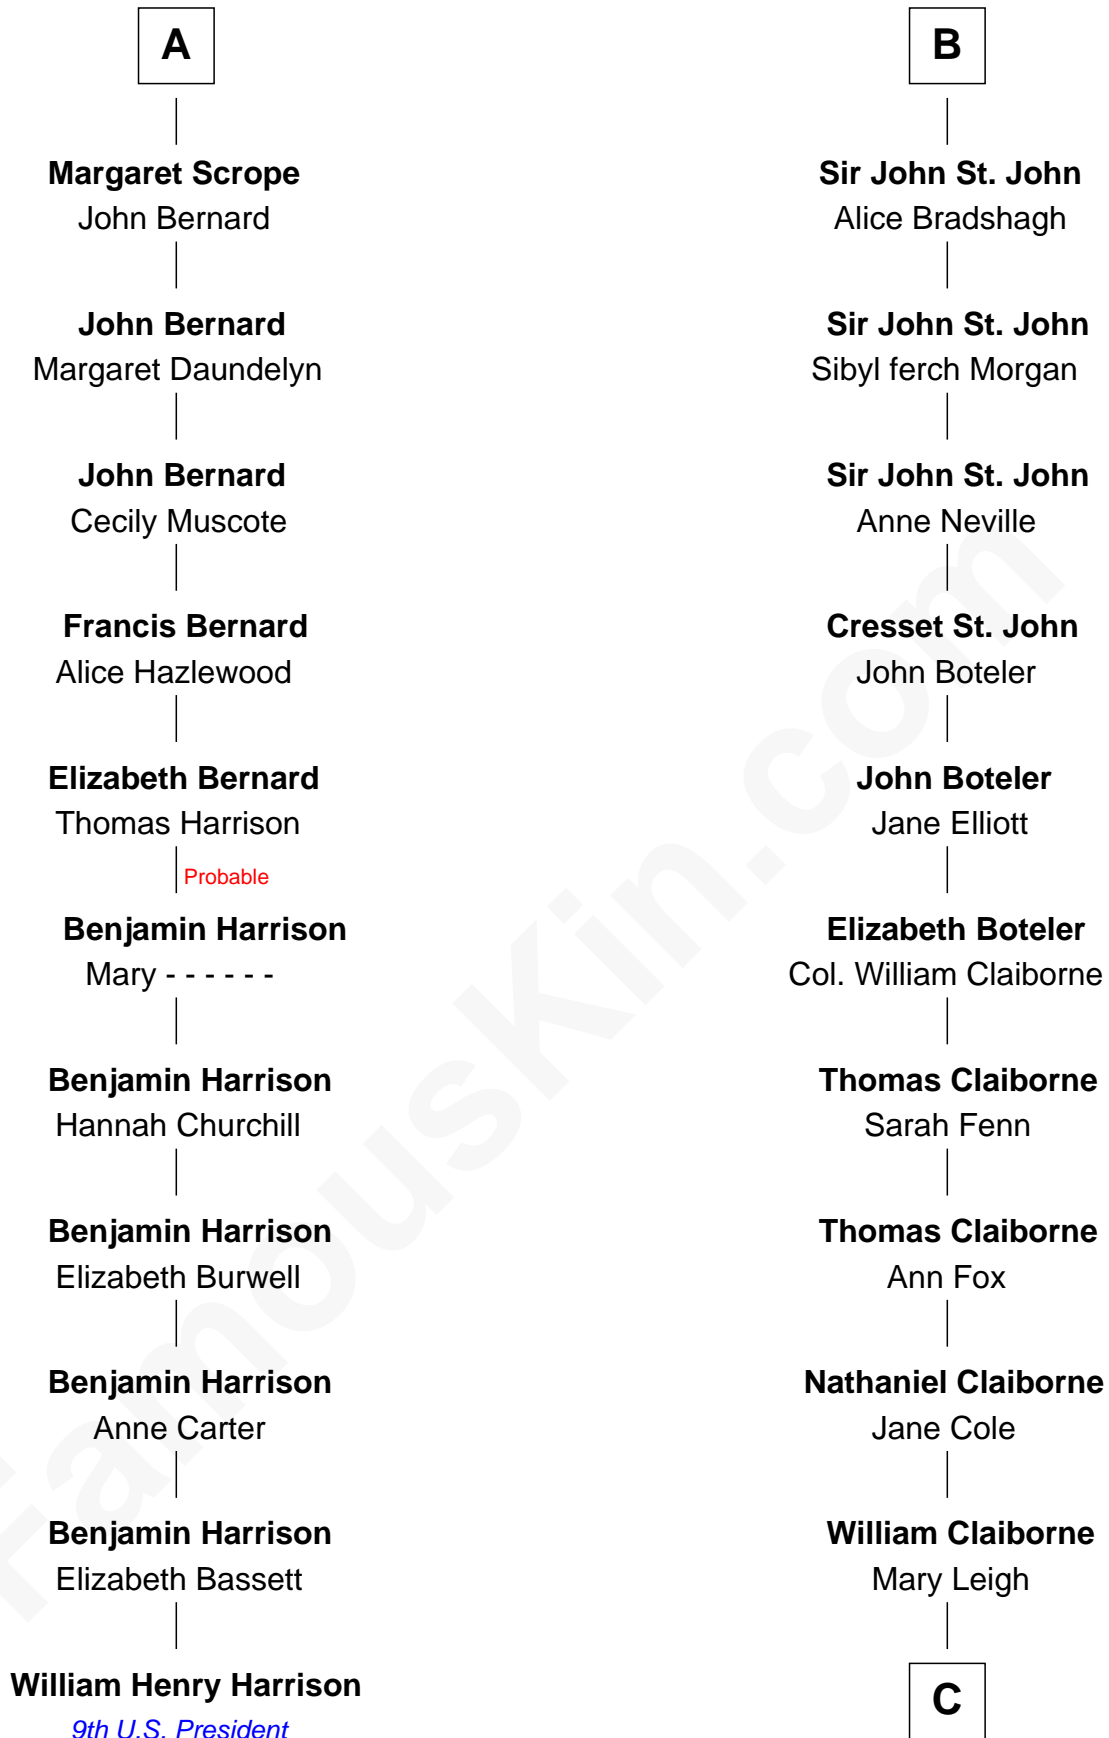 A
Margaret Scrope
John Bernard
John Bernard
Margaret Daundelyn
John Bernard
Cecily Muscote
Francis Bernard
Alice Hazlewood
Elizabeth Bernard
Thomas Harrison
Probable
Benjamin Harrison
Mary - - - - - -
Benjamin Harrison
Hannah Churchill
Benjamin Harrison
Elizabeth Burwell
Benjamin Harrison
Anne Carter
Benjamin Harrison
Elizabeth Bassett
William Henry Harrison
9th U.S. President
B
Sir John St. John
Alice Bradshagh
Sir John St. John
Sibyl ferch Morgan
Sir John St. John
Anne Neville
Cresset St. John
John Boteler
John Boteler
Jane Elliott
Elizabeth Boteler
Col. William Claiborne
Thomas Claiborne
Sarah Fenn
Thomas Claiborne
Ann Fox
Nathaniel Claiborne
Jane Cole
William Claiborne
Mary Leigh
C
FamousKin.com